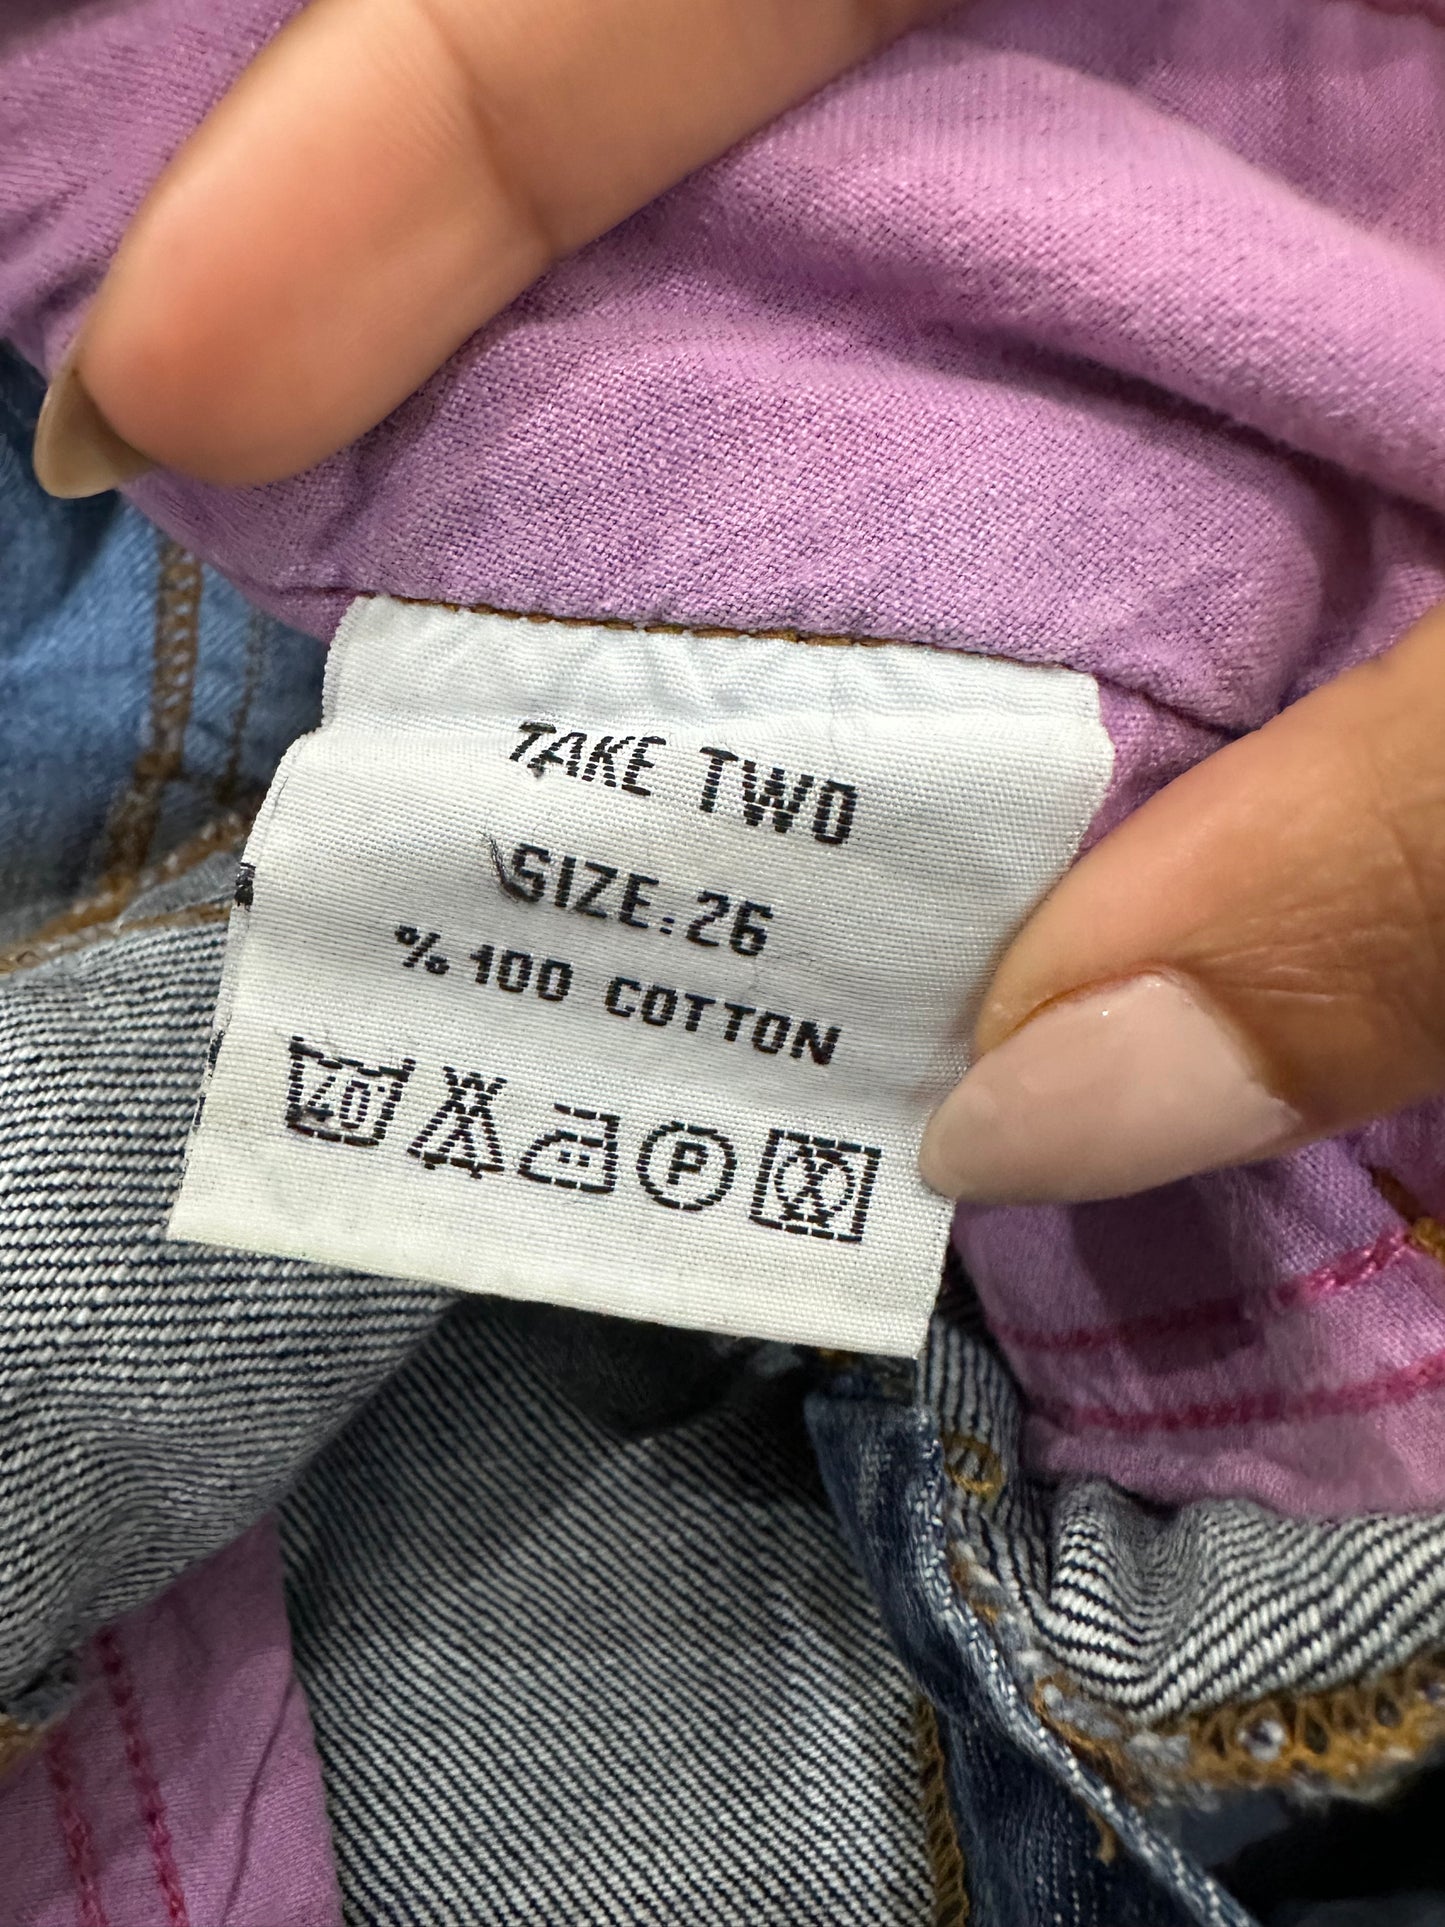 TAKE TWO
SIZE:26
% 100 COTTON
40
P